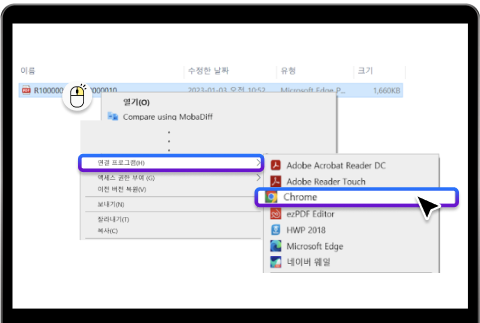 이름 수정한 날짜 유형 크기
R100000 000010 2023-01-03 오전 10:52 Microsoft Edge P... 1,660KB
열기(O)
Compare using MobaDiff
연결 프로그램(H)
액세스 권한 부여 (G)
이전 버전 복원(V)
보내기(N)
잘라내기(T)
복사(C)
Adobe Acrobat Reader DC
Adobe Reader Touch
Chrome
ezPDF Editor
HWP 2018
Microsoft Edge
네이버 웨일